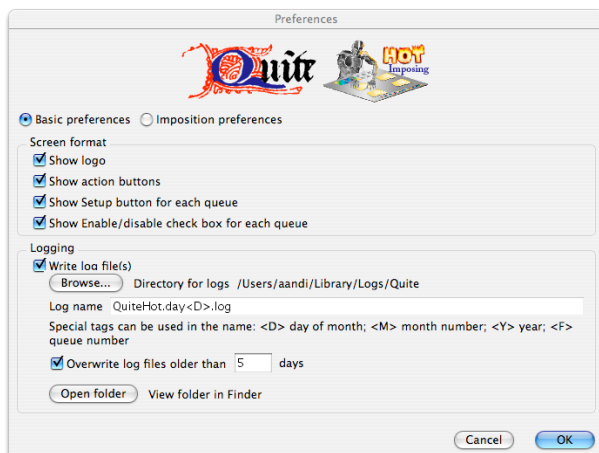 Preferences
Quite
HOT
Imposing
Basic preferences Imposition preferences
Screen format
Show logo
Show action buttons
Show Setup button for each queue
Show Enable/disable check box for each queue
Logging
Write log file(s)
Browse... Directory for logs /Users/aandi/Library/Logs/Quite
Log name QuiteHot.day<D>.log
Special tags can be used in the name: <D> day of month; <M> month number; <Y> year; <F>
queue number
Overwrite log files older than 5 days
Open folder View folder in Finder
Cancel OK